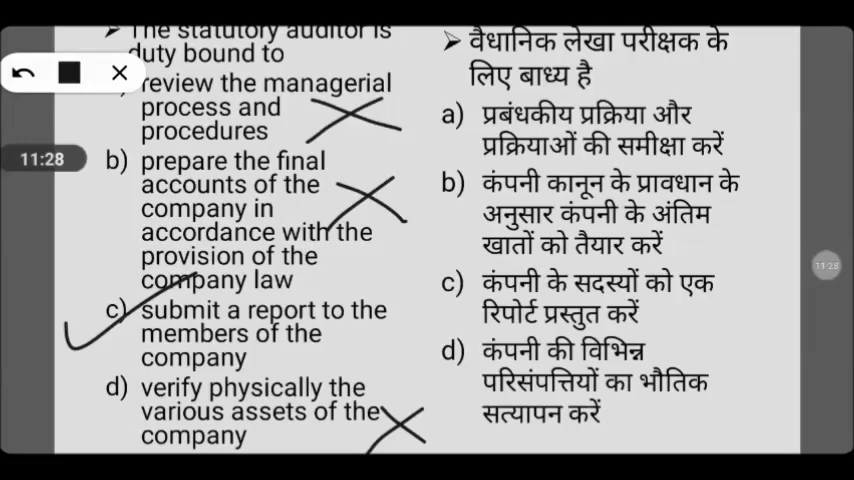 ➤ The statutory auditor is
duty bound to
review the managerial
process and
procedures
b) prepare the final
accounts of the
company in
accordance with the
provision of the
company law
c) submit a report to the
members of the
company
d) verify physically the
various assets of the
company
➤ वैधानिक लेखा परीक्षक के
लिए बाध्य है
a) प्रबंधकीय प्रक्रिया और
प्रक्रियाओं की समीक्षा करें
b) कंपनी कानून के प्रावधान के
अनुसार कंपनी के अंतिम
खातों को तैयार करें
c) कंपनी के सदस्यों को एक
रिपोर्ट प्रस्तुत करें
d) कंपनी की विभिन्न
परिसंपत्तियों का भौतिक
सत्यापन करें
11:28
11:28